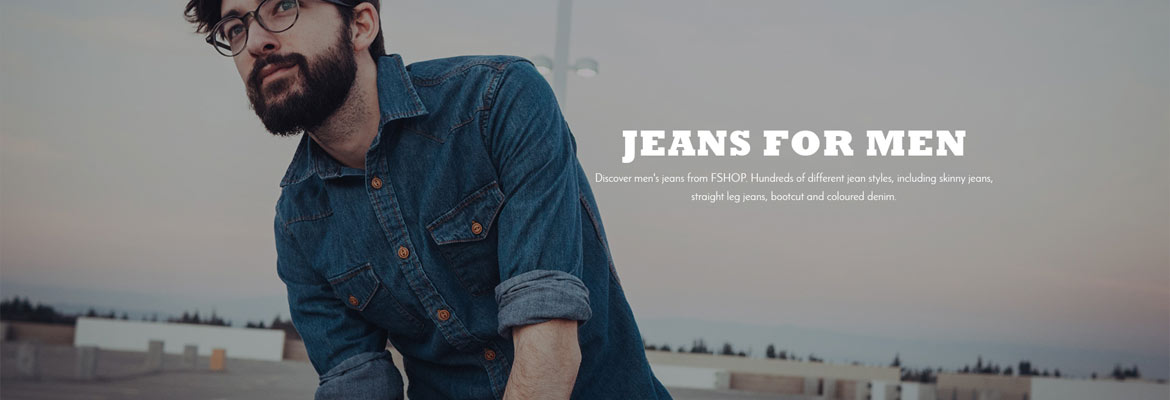 JEANS FOR MEN
Discover men's jeans from FSHOP. Hundreds of different jean styles, including skinny jeans,
straight leg jeans, bootcut and coloured denim.